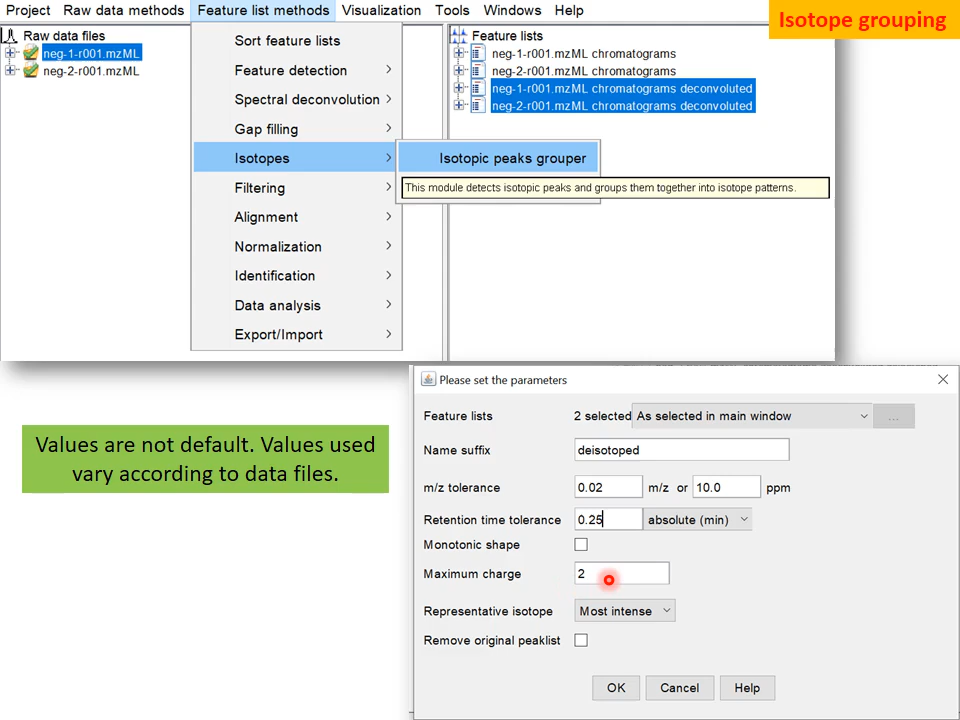 Project Raw data methods Feature list methods Visualization Tools Windows Help
Isotope grouping
Raw data files
neg-1-r001.mzML
neg-2-r001.mzML
Sort feature lists
Feature detection
Spectral deconvolution
Gap filling
Isotopes
Filtering
Alignment
Normalization
Identification
Data analysis
Export/Import
Isotopic peaks grouper
This module detects isotopic peaks and groups them together into isotope patterns.
Feature lists
neg-1-r001.mzML chromatograms
neg-2-r001.mzML chromatograms
neg-1-r001.mzML chromatograms deconvoluted
neg-2-r001.mzML chromatograms deconvoluted
Values are not default. Values used
vary according to data files.
Please set the parameters
Feature lists 2 selected As selected in main window ...
Name suffix deisotoped
m/z tolerance 0.02 m/z or 10.0 ppm
Retention time tolerance 0.25 absolute (min)
Monotonic shape
Maximum charge 2
Representative isotope Most intense
Remove original peaklist
OK Cancel Help